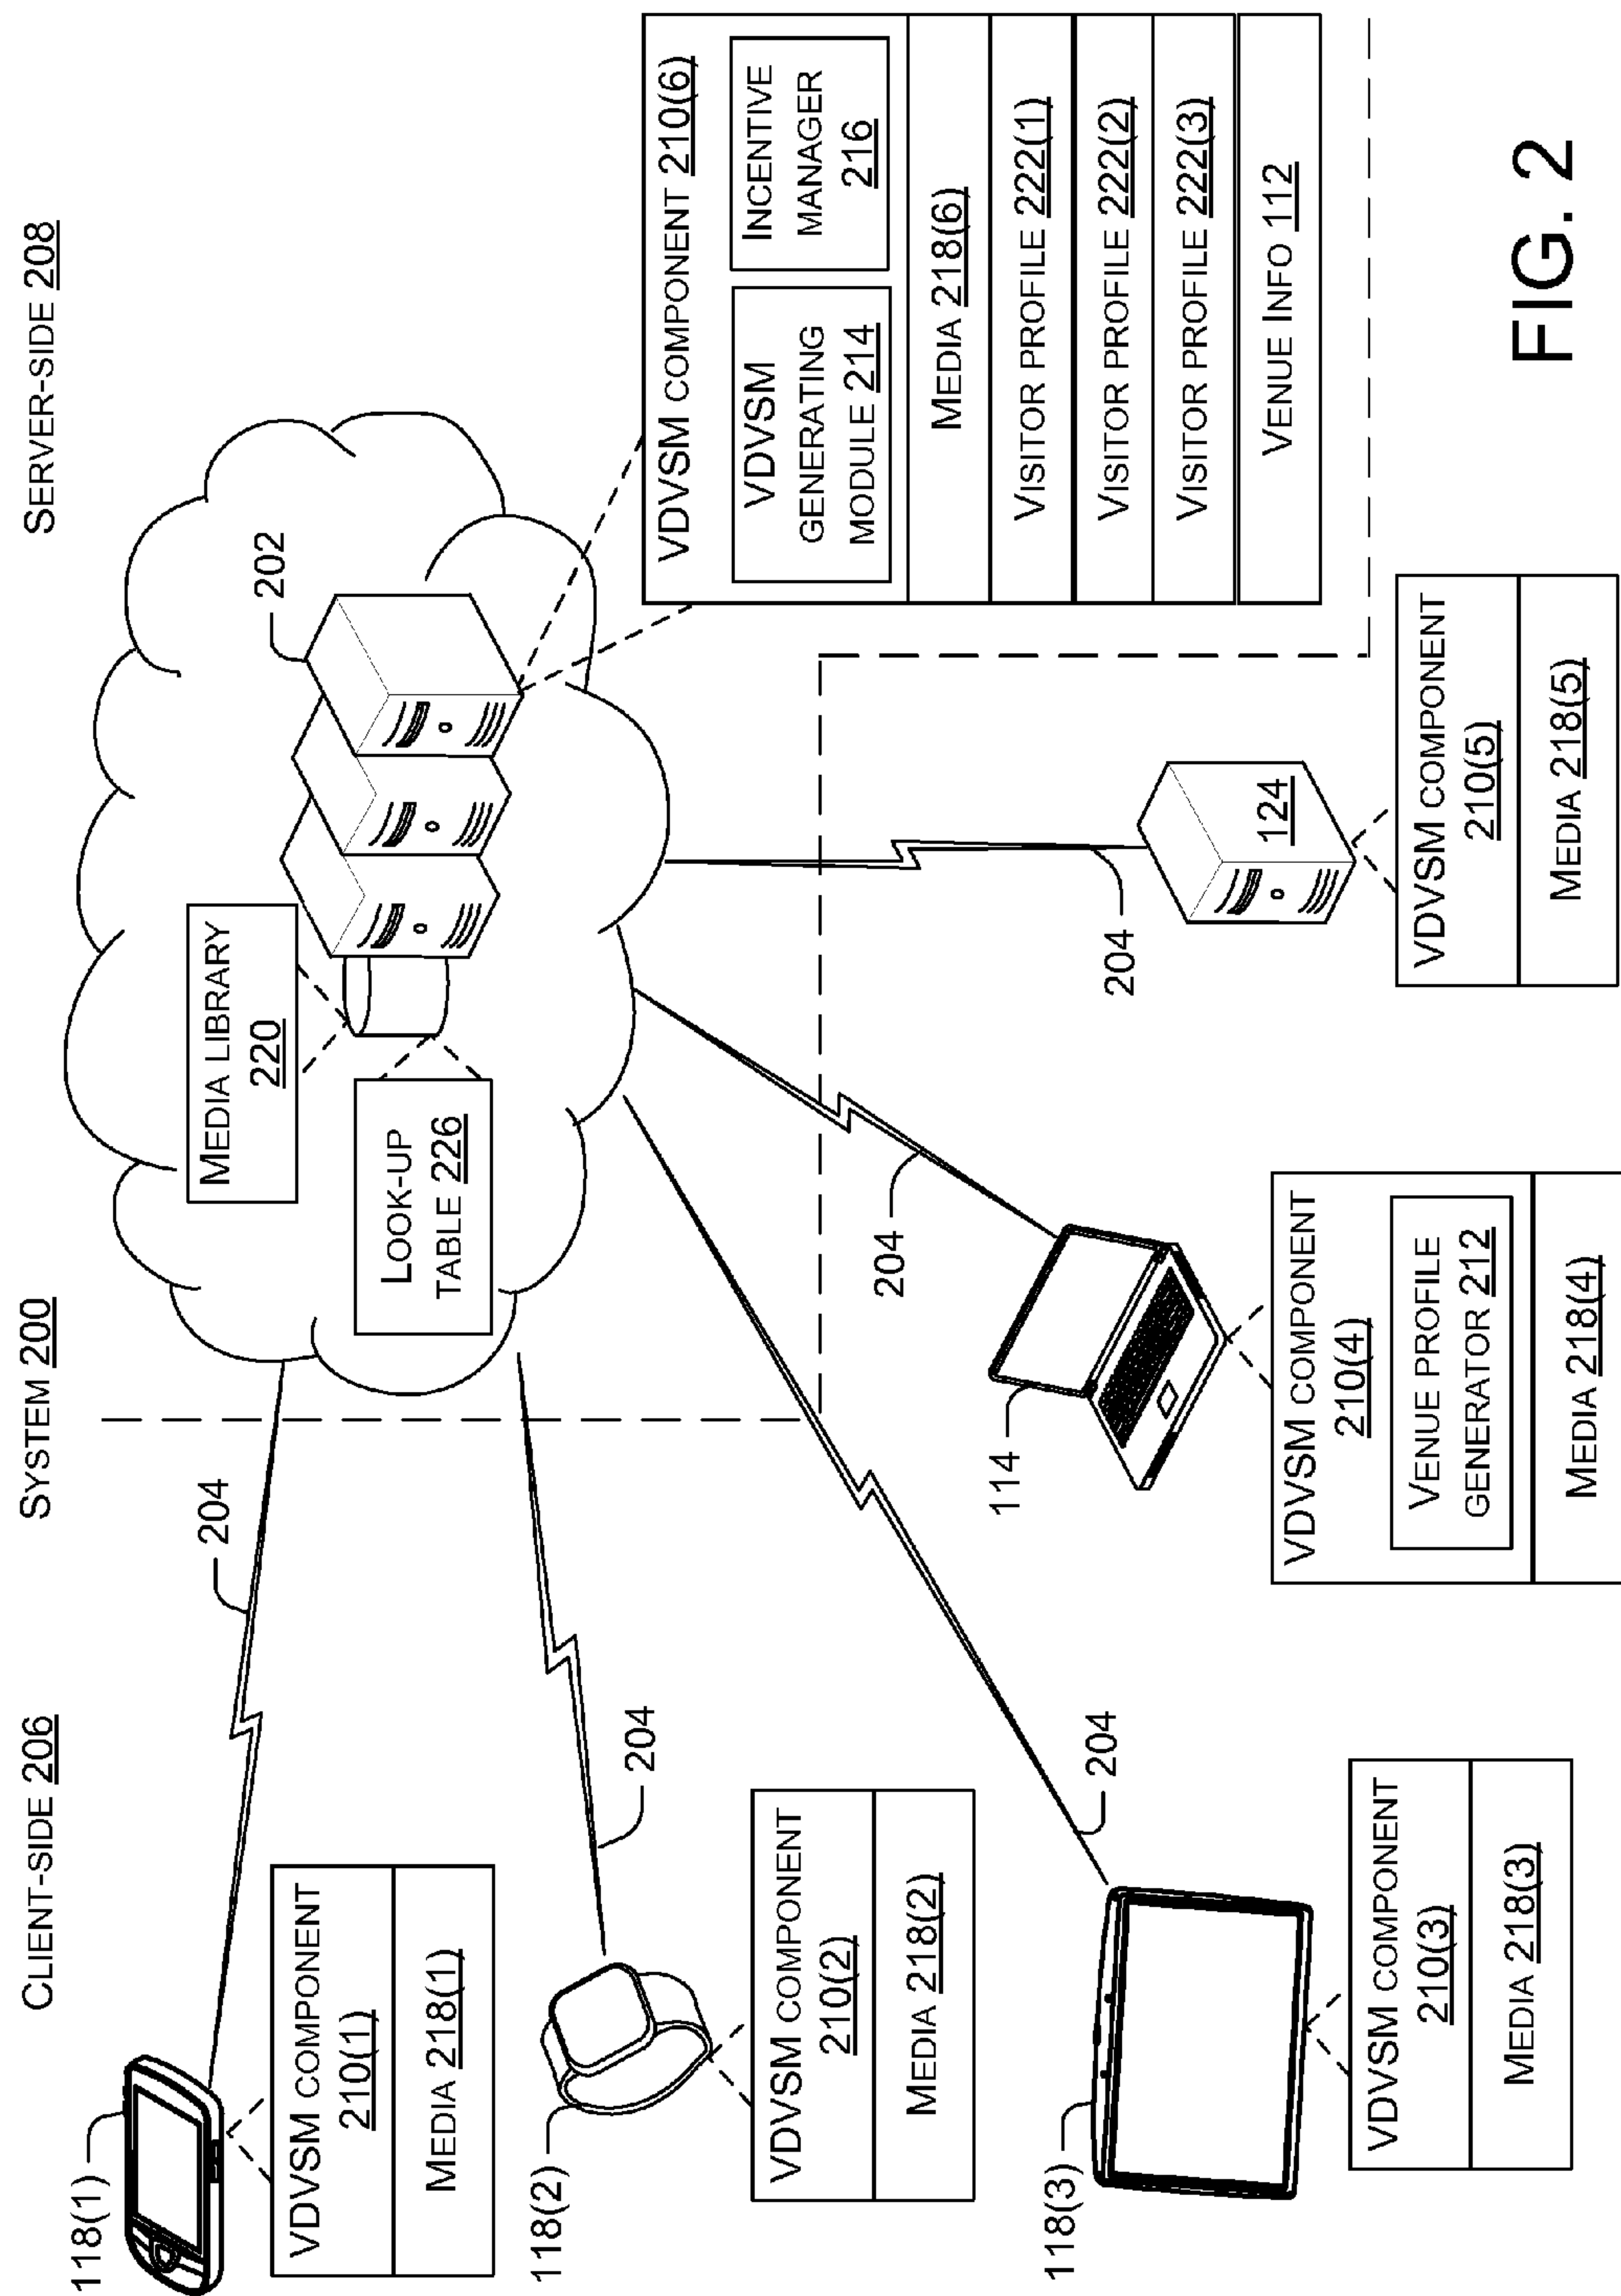 SYSTEM 200
CLIENT-SIDE 206
SERVER-SIDE 208
118(1)
204
VDVSM COMPONENT
210(1)
MEDIA 218(1)
118(2)
204
VDVSM COMPONENT
210(2)
MEDIA 218(2)
118(3)
204
VDVSM COMPONENT
210(3)
MEDIA 218(3)
114
204
VDVSM COMPONENT
210(4)
VENUE PROFILE
GENERATOR 212
MEDIA 218(4)
204
124
VDVSM COMPONENT
210(5)
MEDIA 218(5)
MEDIA LIBRARY
220
LOOK-UP
TABLE 226
202
VDVSM COMPONENT 210(6)
VDVSM
GENERATING
MODULE 214
INCENTIVE
MANAGER
216
MEDIA 218(6)
VISITOR PROFILE 222(1)
VISITOR PROFILE 222(2)
VISITOR PROFILE 222(3)
VENUE INFO 112
FIG. 2